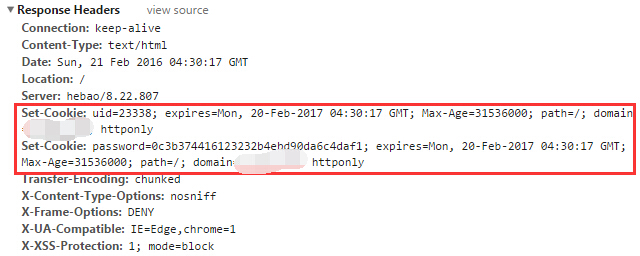 Response Headers view source
Connection: keep-alive
Content-Type: text/html
Date: Sun, 21 Feb 2016 04:30:17 GMT
Location: /
Server: hebao/8.22.807
Set-Cookie: uid=23338; expires=Mon, 20-Feb-2017 04:30:17 GMT; Max-Age=31536000; path=/; domain
= httponly
Set-Cookie: password=0c3b374416123232b4ehd90da6c4daf1; expires=Mon, 20-Feb-2017 04:30:17 GMT;
Max-Age=31536000; path=/; domain= httponly
Transfer-Encoding: chunked
X-Content-Type-Options: nosniff
X-Frame-Options: DENY
X-UA-Compatible: IE=Edge,chrome=1
X-XSS-Protection: 1; mode=block